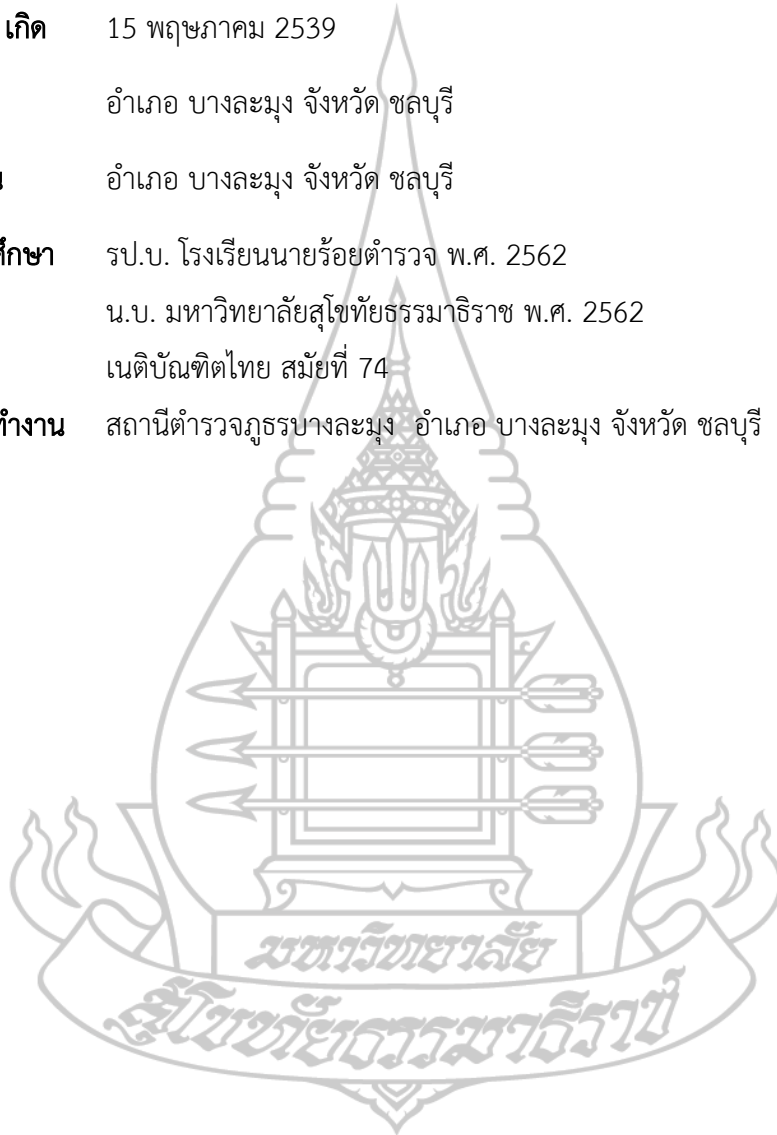 เกิด 15 พฤษภาคม 2539
อำเภอ บางละมุง จังหวัด ชลบุรี
อำเภอ บางละมุง จังหวัด ชลบุรี
รป.บ. โรงเรียนนายร้อยตำรวจ พ.ศ. 2562
น.บ. มหาวิทยาลัยสุโขทัยธรรมาธิราช พ.ศ. 2562
เนติบัณฑิตไทย สมัยที่ 74
ทำงาน สถานีตำรวจภูธรบางละมุง อำเภอ บางละมุง จังหวัด ชลบุรี
มหาวิทยาลัย
สุโขทัยธรรมาธิราช